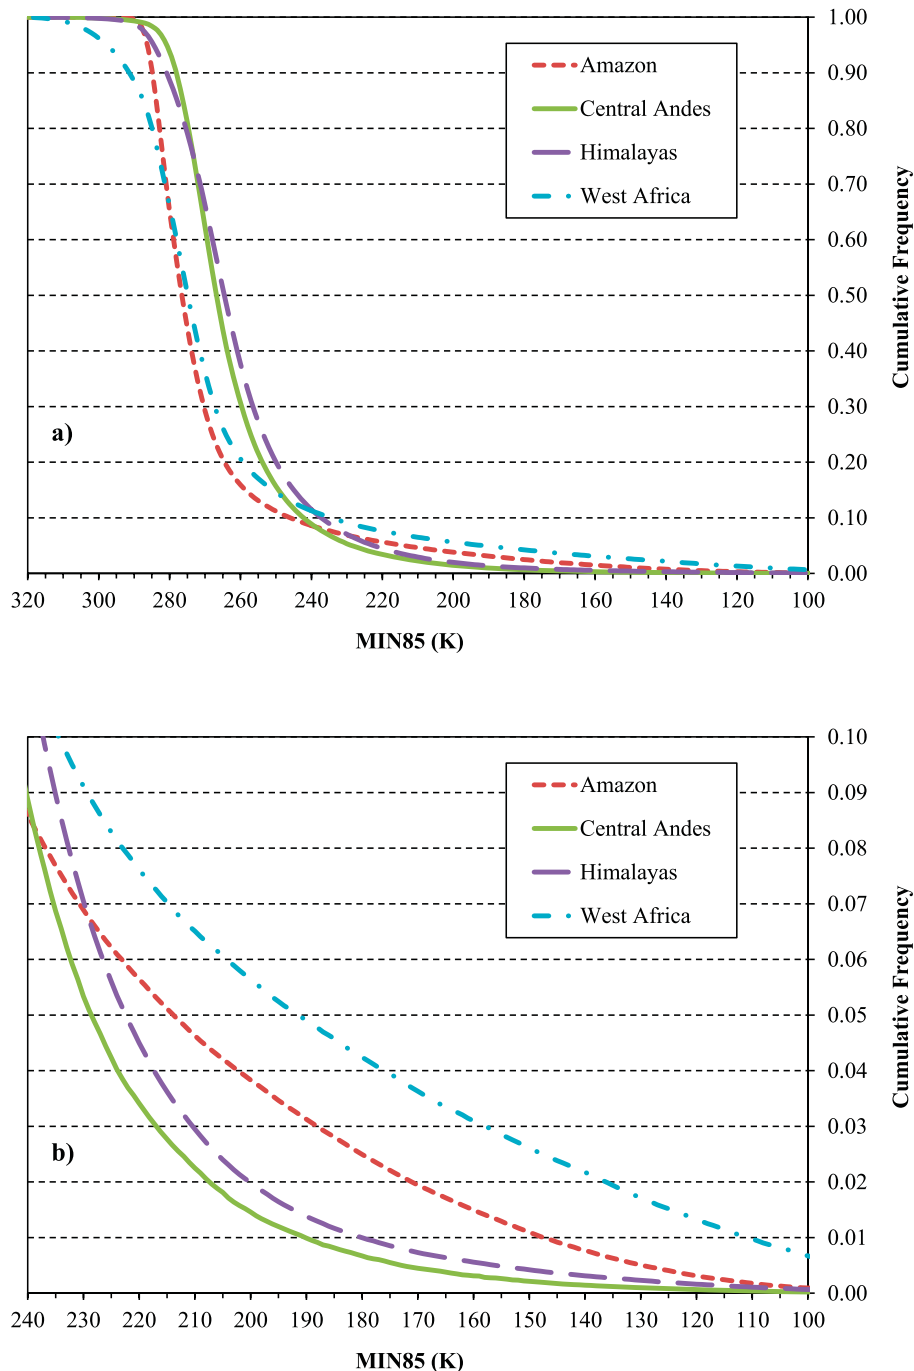 1.00
0.90
0.80
0.70
0.60
0.50
0.40
0.30
0.20
0.10
0.00
Cumulative Frequency
Amazon
Central Andes
Himalayas
West Africa
a)
320 300 280 260 240 220 200 180 160 140 120 100
MIN85 (K)
0.10
0.09
0.08
0.07
0.06
0.05
0.04
0.03
0.02
0.01
0.00
Cumulative Frequency
Amazon
Central Andes
Himalayas
West Africa
b)
240 230 220 210 200 190 180 170 160 150 140 130 120 110 100
MIN85 (K)